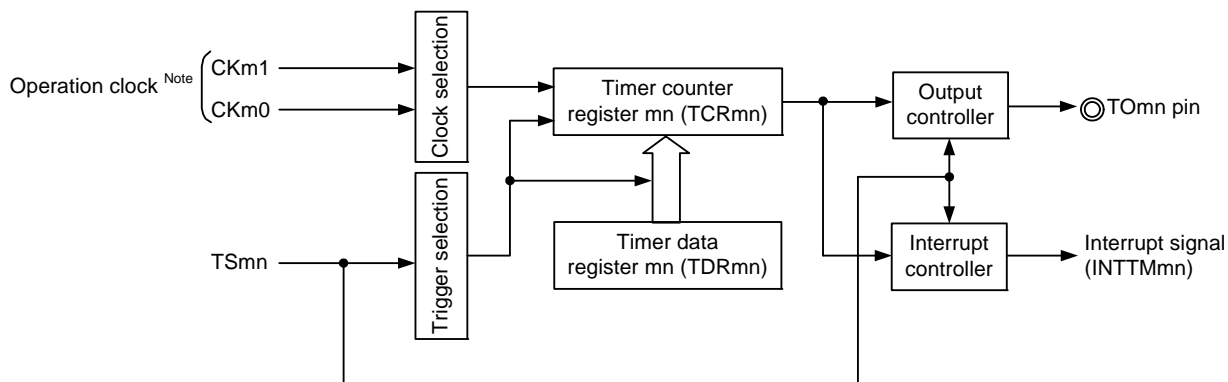 Operation clock Note
CKm1
CKm0
Clock selection
Timer counter
register mn (TCRmn)
Output
controller
TOmn pin
TSmn
Trigger selection
Timer data
register mn (TDRmn)
Interrupt
controller
Interrupt signal
(INTTMmn)